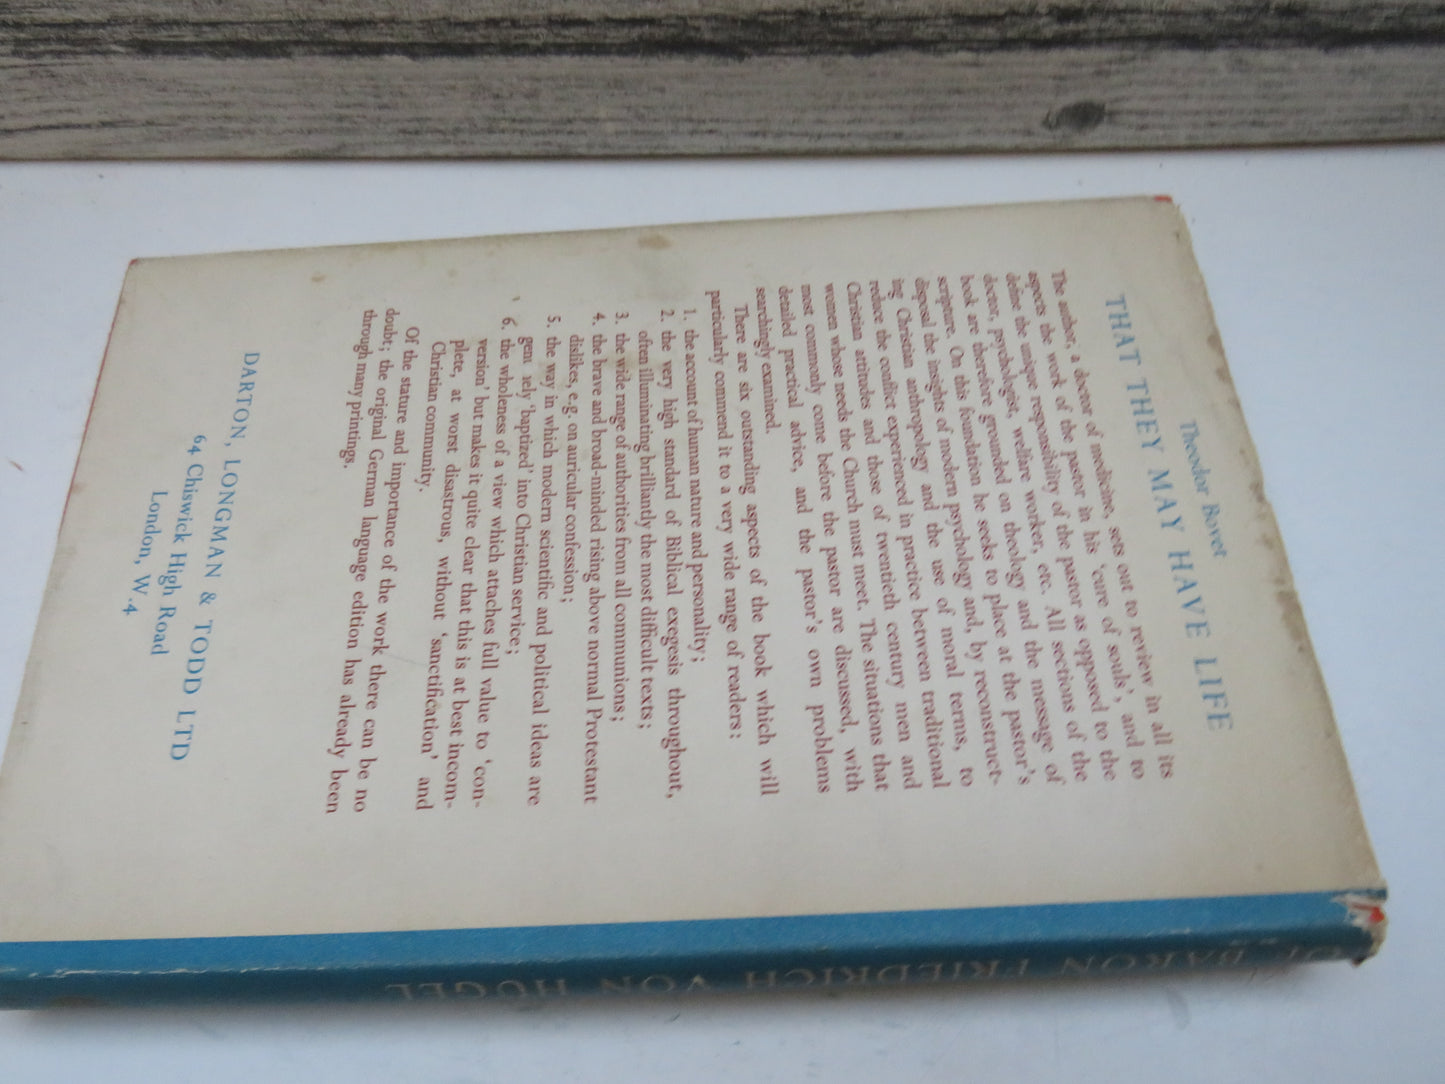 Theodor Bovet
THAT THEY MAY HAVE LIFE
The author, a doctor of medicine, sets out to review in all its
aspects the work of the pastor in his 'cure of souls', and to
define the unique responsibility of the pastor as opposed to the
doctor, psychologist, welfare worker, etc. All sections of the
book are therefore grounded on theology and the message of
scripture. On this foundation he seeks to place at the pastor's
disposal the insights of modern psychology and, by reconstruct-
ing Christian anthropology and the use of moral terms, to
reduce the conflict experienced in practice between traditional
Christian attitudes and those of twentieth century men and
women whose needs the Church must meet. The situations that
most commonly come before the pastor are discussed, with
detailed practical advice, and the pastor's own problems
searchingly examined.
There are six outstanding aspects of the book which will
particularly commend it to a very wide range of readers:
1. the account of human nature and personality;
2. the very high standard of Biblical exegesis throughout,
often illuminating brilliantly the most difficult texts;
3. the wide range of authorities from all communions;
4. the brave and broad-minded rising above normal Protestant
dislikes, e.g. on auricular confession;
5. the way in which modern scientific and political ideas are
genuinely 'baptized' into Christian service;
6. the wholeness of a view which attaches full value to 'con-
version' but makes it quite clear that this is at best incom-
plete, at worst disastrous, without 'sanctification' and
Christian community.
Of the stature and importance of the work there can be no
doubt; the original German language edition has already been
through many printings.
DARTON, LONGMAN & TODD LTD
64 Chiswick High Road
London, W.4
BARON FRIEDRICH VON HÜGEL